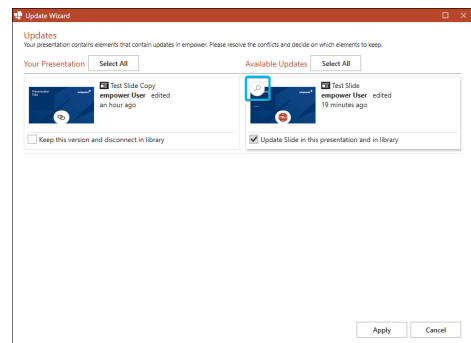 Update Wizard
Updates
Your presentation contains elements that contain updates in empower. Please resolve the conflicts and decide on which elements to keep.
Your Presentation Select All Available Updates Select All
Test Slide Copy
empower User edited
an hour ago
Keep this version and disconnect in library
Test Slide
empower User edited
19 minutes ago
Update Slide in this presentation and in library
Apply Cancel